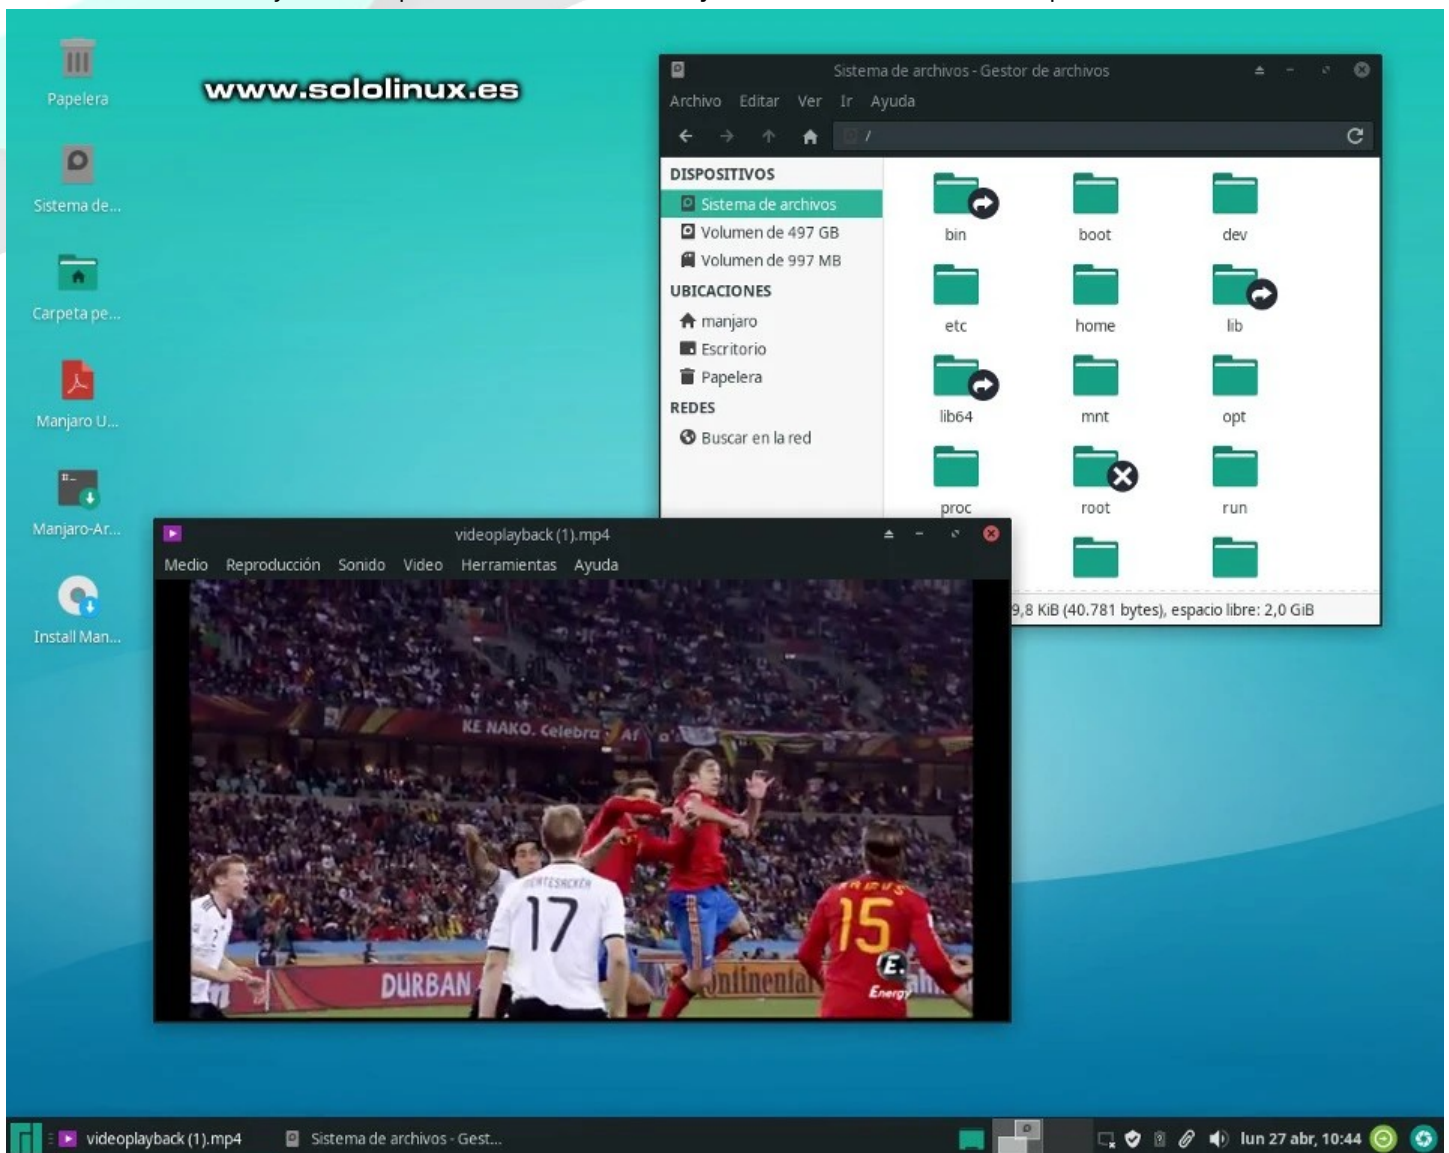 Papelera
www.sololinux.es
Sistema de...
Carpeta pe...
Manjaro U...
Manjaro-Ar...
Install Man...
Sistema de archivos - Gestor de archivos
Archivo Editar Ver Ir Ayuda
/
DISPOSITIVOS
Sistema de archivos
Volumen de 497 GB
Volumen de 997 MB
UBICACIONES
manjaro
Escritorio
Papelera
REDES
Buscar en la red
bin boot dev
etc home lib
lib64 mnt opt
proc root run
9,8 KiB (40.781 bytes), espacio libre: 2,0 GiB
videoplayback (1).mp4
Medio Reproducción Sonido Video Herramientas Ayuda
KE NAKO. Celebra Af
MERTESACKER
17
RAMOS
15
DURBAN
E.
Energy
videoplayback (1).mp4 Sistema de archivos - Gest... lun 27 abr, 10:44